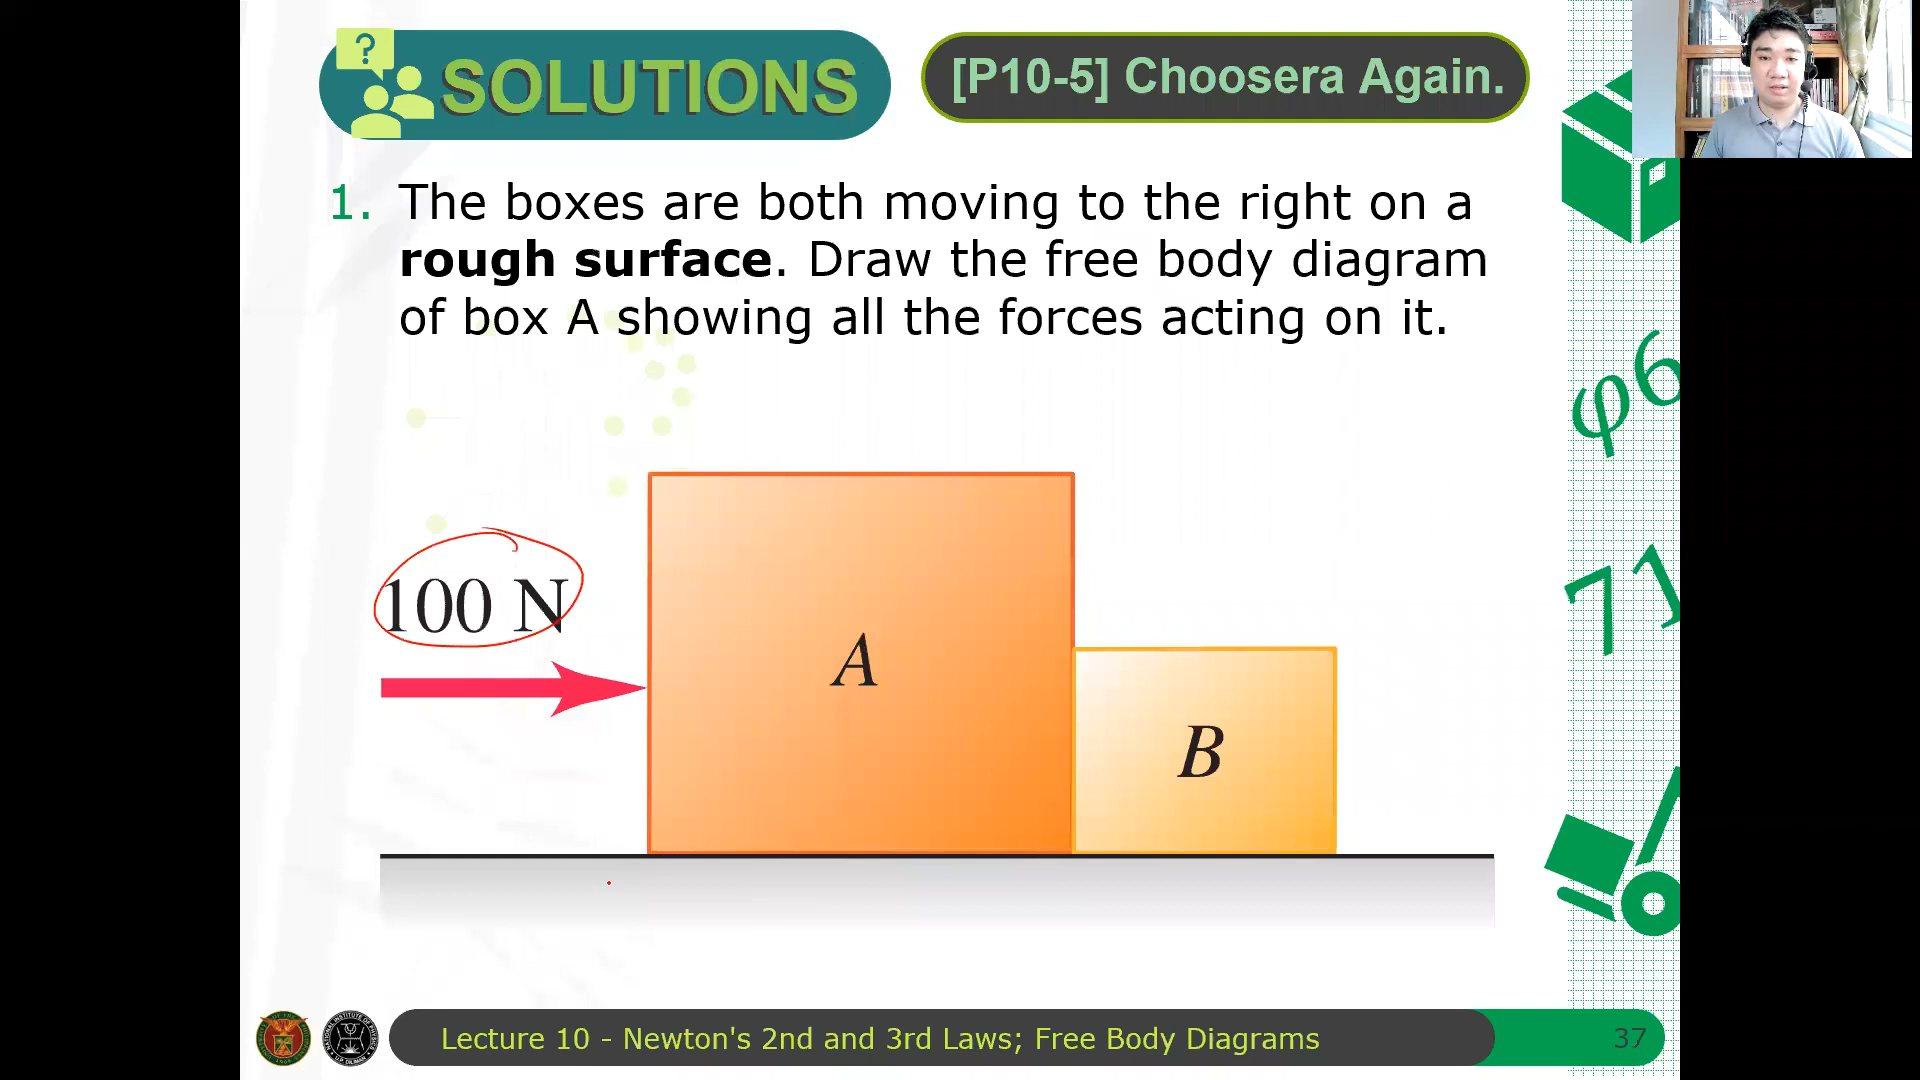 ?
SOLUTIONS
[P10-5] Choosera Again.
1. The boxes are both moving to the right on a
rough surface. Draw the free body diagram
of box A showing all the forces acting on it.
φ6
100 N
A
B
71
Lecture 10 - Newton's 2nd and 3rd Laws; Free Body Diagrams
37